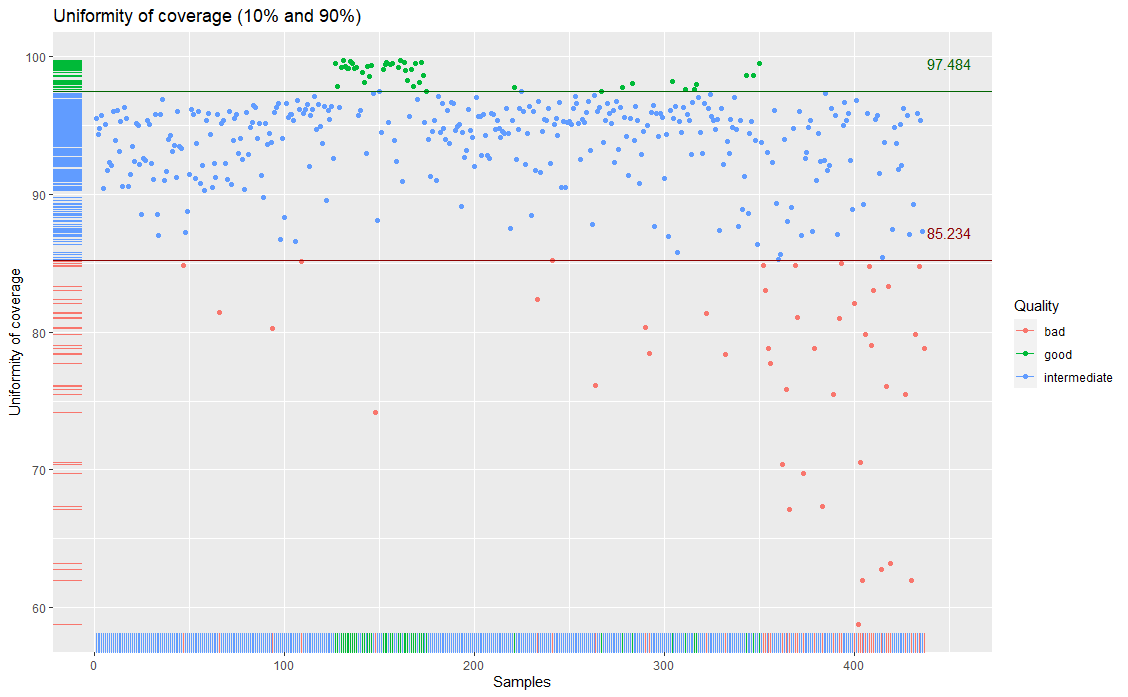 Uniformity of coverage (10% and 90%)
100
90
80
70
60
Uniformity of coverage
97.484
85.234
0
100
200
300
400
Samples
Quality
bad
good
intermediate